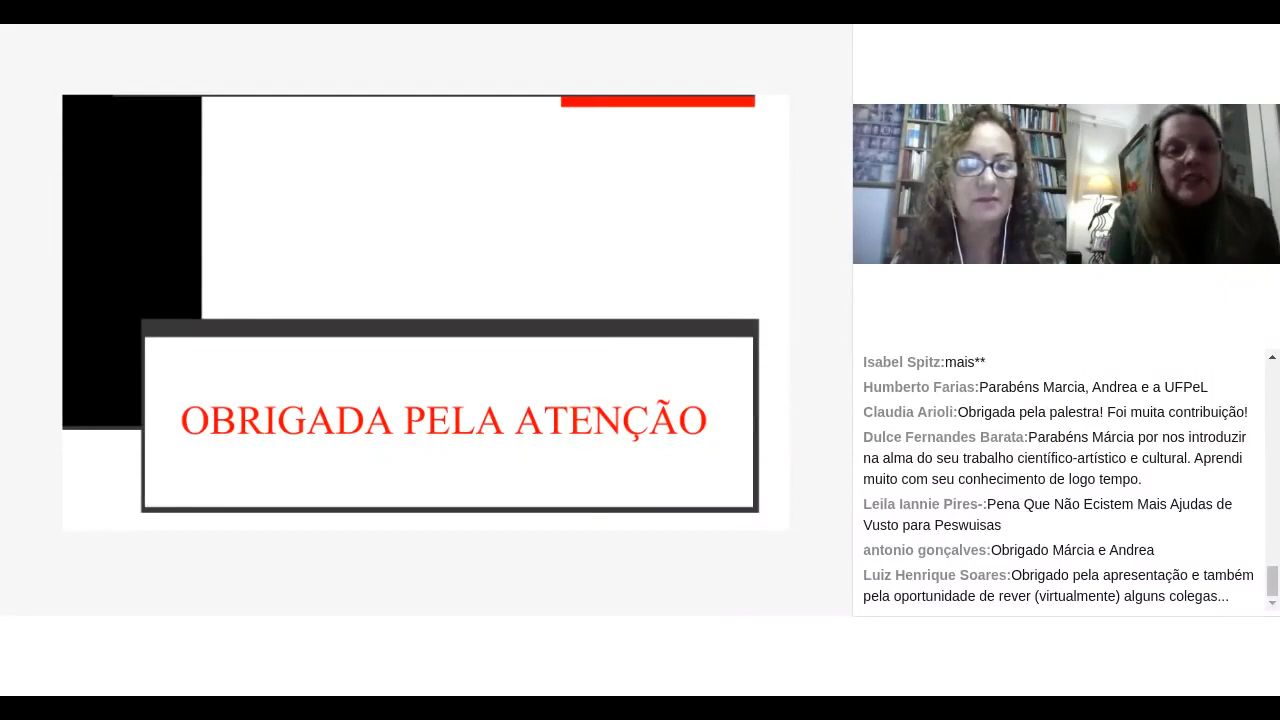 OBRIGADA PELA ATENÇÃO
Isabel Spitz:mais**
Humberto Farias:Parabéns Marcia, Andrea e a UFPeL
Claudia Arioli:Obrigada pela palestra! Foi muita contribuição!
Dulce Fernandes Barata:Parabéns Márcia por nos introduzir
na alma do seu trabalho científico-artístico e cultural. Aprendi
muito com seu conhecimento de logo tempo.
Leila Iannie Pires-:Pena Que Não Ecistem Mais Ajudas de
Vusto para Peswuisas
antonio gonçalves:Obrigado Márcia e Andrea
Luiz Henrique Soares:Obrigado pela apresentação e também
pela oportunidade de rever (virtualmente) alguns colegas...